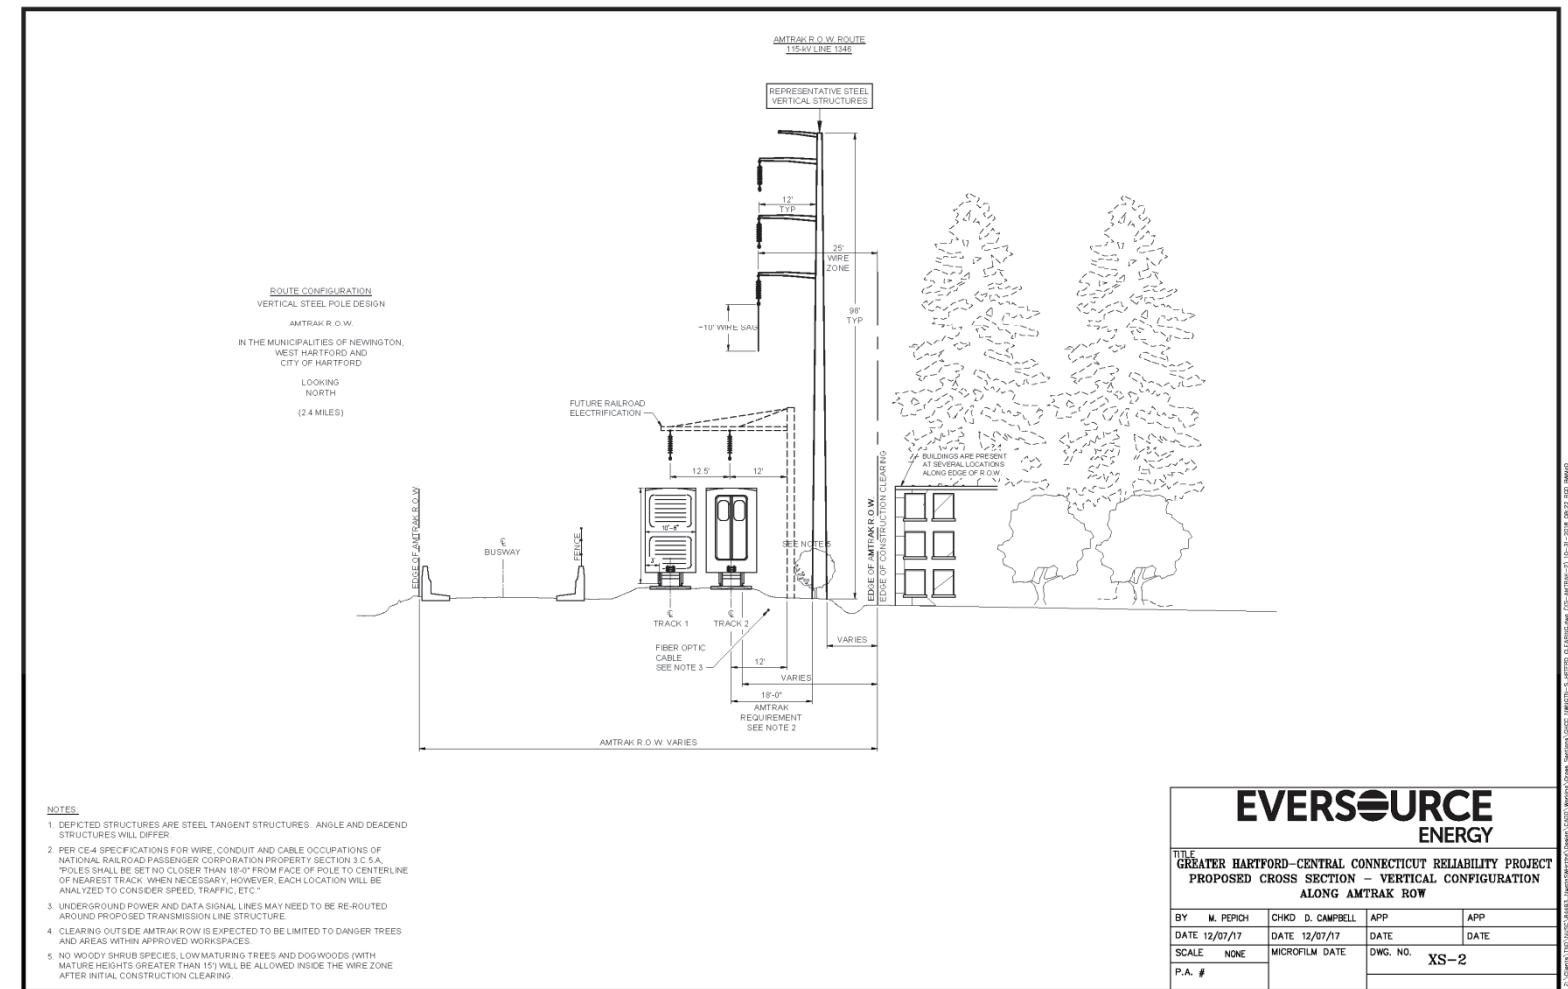 AMTRAK R.O.W. ROUTE
115-kV LINE 1346
REPRESENTATIVE STEEL
VERTICAL STRUCTURES
12'
TYP
25'
WIRE
ZONE
98'
TYP
~10' WIRE SAG
ROUTE CONFIGURATION
VERTICAL STEEL POLE DESIGN
AMTRAK R.O.W.
IN THE MUNICIPALITIES OF NEWINGTON,
WEST HARTFORD AND
CITY OF HARTFORD
LOOKING
NORTH
(2.4 MILES)
FUTURE RAILROAD
ELECTRIFICATION
12.5'
12'
BUILDINGS ARE PRESENT
AT SEVERAL LOCATIONS
ALONG EDGE OF R.O.W.
EDGE OF AMTRAK R.O.W.
℄
BUSWAY
FENCE
10'-8"
3'
SEE NOTE 5
EDGE OF AMTRAK R.O.W.
EDGE OF CONSTRUCTION CLEARING
℄
TRACK 1
℄
TRACK 2
FIBER OPTIC
CABLE
SEE NOTE 3
12'
VARIES
VARIES
18'-0"
AMTRAK
REQUIREMENT
SEE NOTE 2
AMTRAK R.O.W. VARIES
NOTES:
1. DEPICTED STRUCTURES ARE STEEL TANGENT STRUCTURES. ANGLE AND DEADEND
STRUCTURES WILL DIFFER.
2. PER CE-4 SPECIFICATIONS FOR WIRE, CONDUIT AND CABLE OCCUPATIONS OF
NATIONAL RAILROAD PASSENGER CORPORATION PROPERTY SECTION 3.C.5.A,
"POLES SHALL BE SET NO CLOSER THAN 18'-0" FROM FACE OF POLE TO CENTERLINE
OF NEAREST TRACK. WHEN NECESSARY, HOWEVER, EACH LOCATION WILL BE
ANALYZED TO CONSIDER SPEED, TRAFFIC, ETC."
3. UNDERGROUND POWER AND DATA SIGNAL LINES MAY NEED TO BE RE-ROUTED
AROUND PROPOSED TRANSMISSION LINE STRUCTURE.
4. CLEARING OUTSIDE AMTRAK ROW IS EXPECTED TO BE LIMITED TO DANGER TREES
AND AREAS WITHIN APPROVED WORKSPACES.
5. NO WOODY SHRUB SPECIES, LOW MATURING TREES AND DOGWOODS (WITH
MATURE HEIGHTS GREATER THAN 15') WILL BE ALLOWED INSIDE THE WIRE ZONE
AFTER INITIAL CONSTRUCTION CLEARING.
EVERSOURCE
ENERGY
TITLE
GREATER HARTFORD-CENTRAL CONNECTICUT RELIABILITY PROJECT
PROPOSED CROSS SECTION - VERTICAL CONFIGURATION
ALONG AMTRAK ROW
BY M. PEPICH CHKD D. CAMPBELL APP APP
DATE 12/07/17 DATE 12/07/17 DATE DATE
SCALE NONE MICROFILM DATE DWG. NO. XS-2
P.A. #